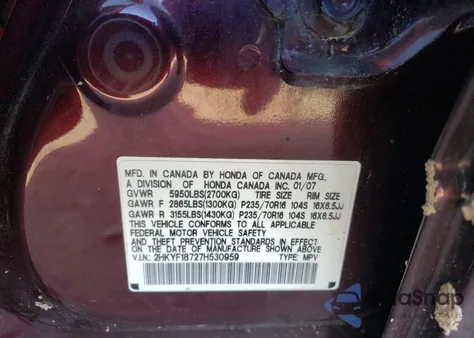 MFD. IN CANADA BY HONDA OF CANADA MFG.,
A DIVISION OF HONDA CANADA INC. 01/07
GVWR 5950LBS(2700KG) TIRE SIZE RIM SIZE
GAWR F 2865LBS(1300KG) P235/70R16 104S 16X6.5JJ
GAWR R 3155LBS(1430KG) P235/70R16 104S 16X6.5JJ
THIS VEHICLE CONFORMS TO ALL APPLICABLE
FEDERAL MOTOR VEHICLE SAFETY AND
THEFT PREVENTION STANDARDS IN EFFECT ON
THE DATE OF MANUFACTURE SHOWN ABOVE.
V.I.N.: 2HKYF18727H530959 TYPE: MPV